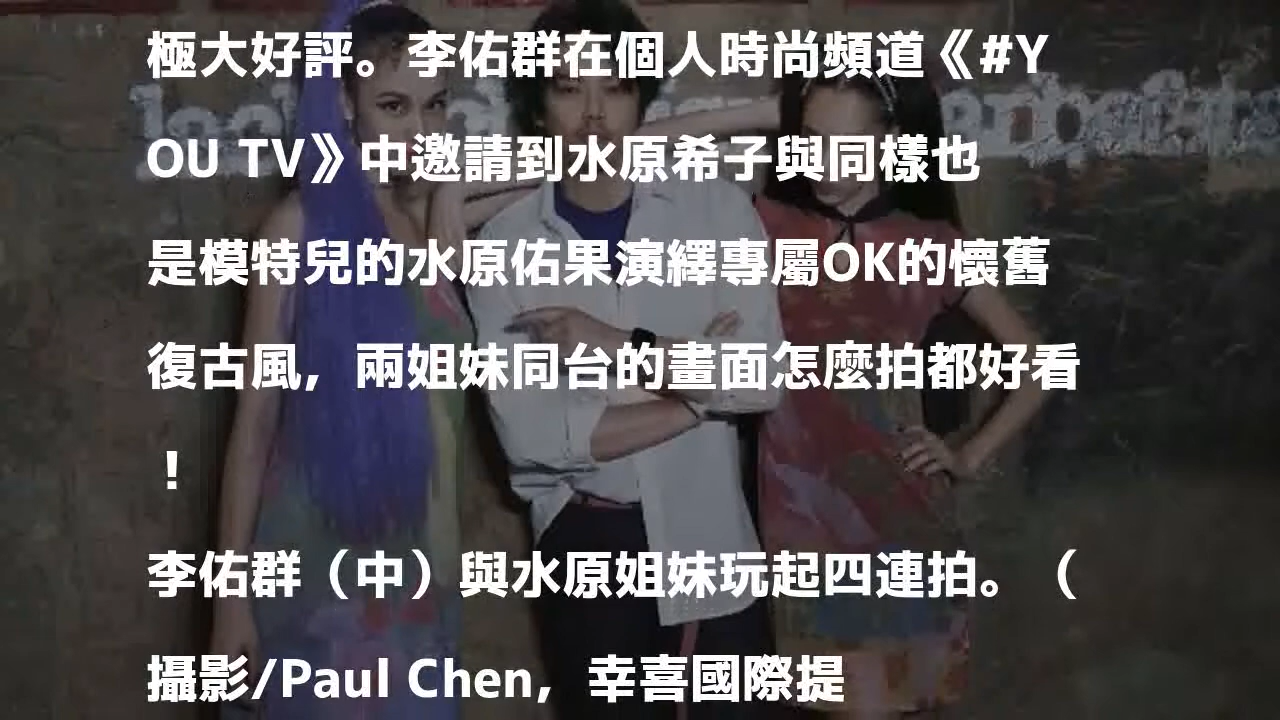 極大好評。李佑群在個人時尚頻道《#Y
OU TV》中邀請到水原希子與同樣也
是模特兒的水原佑果演繹專屬OK的懷舊
復古風，兩姐妹同台的畫面怎麼拍都好看
！
李佑群（中）與水原姐妹玩起四連拍。（
攝影/Paul Chen，幸喜國際提